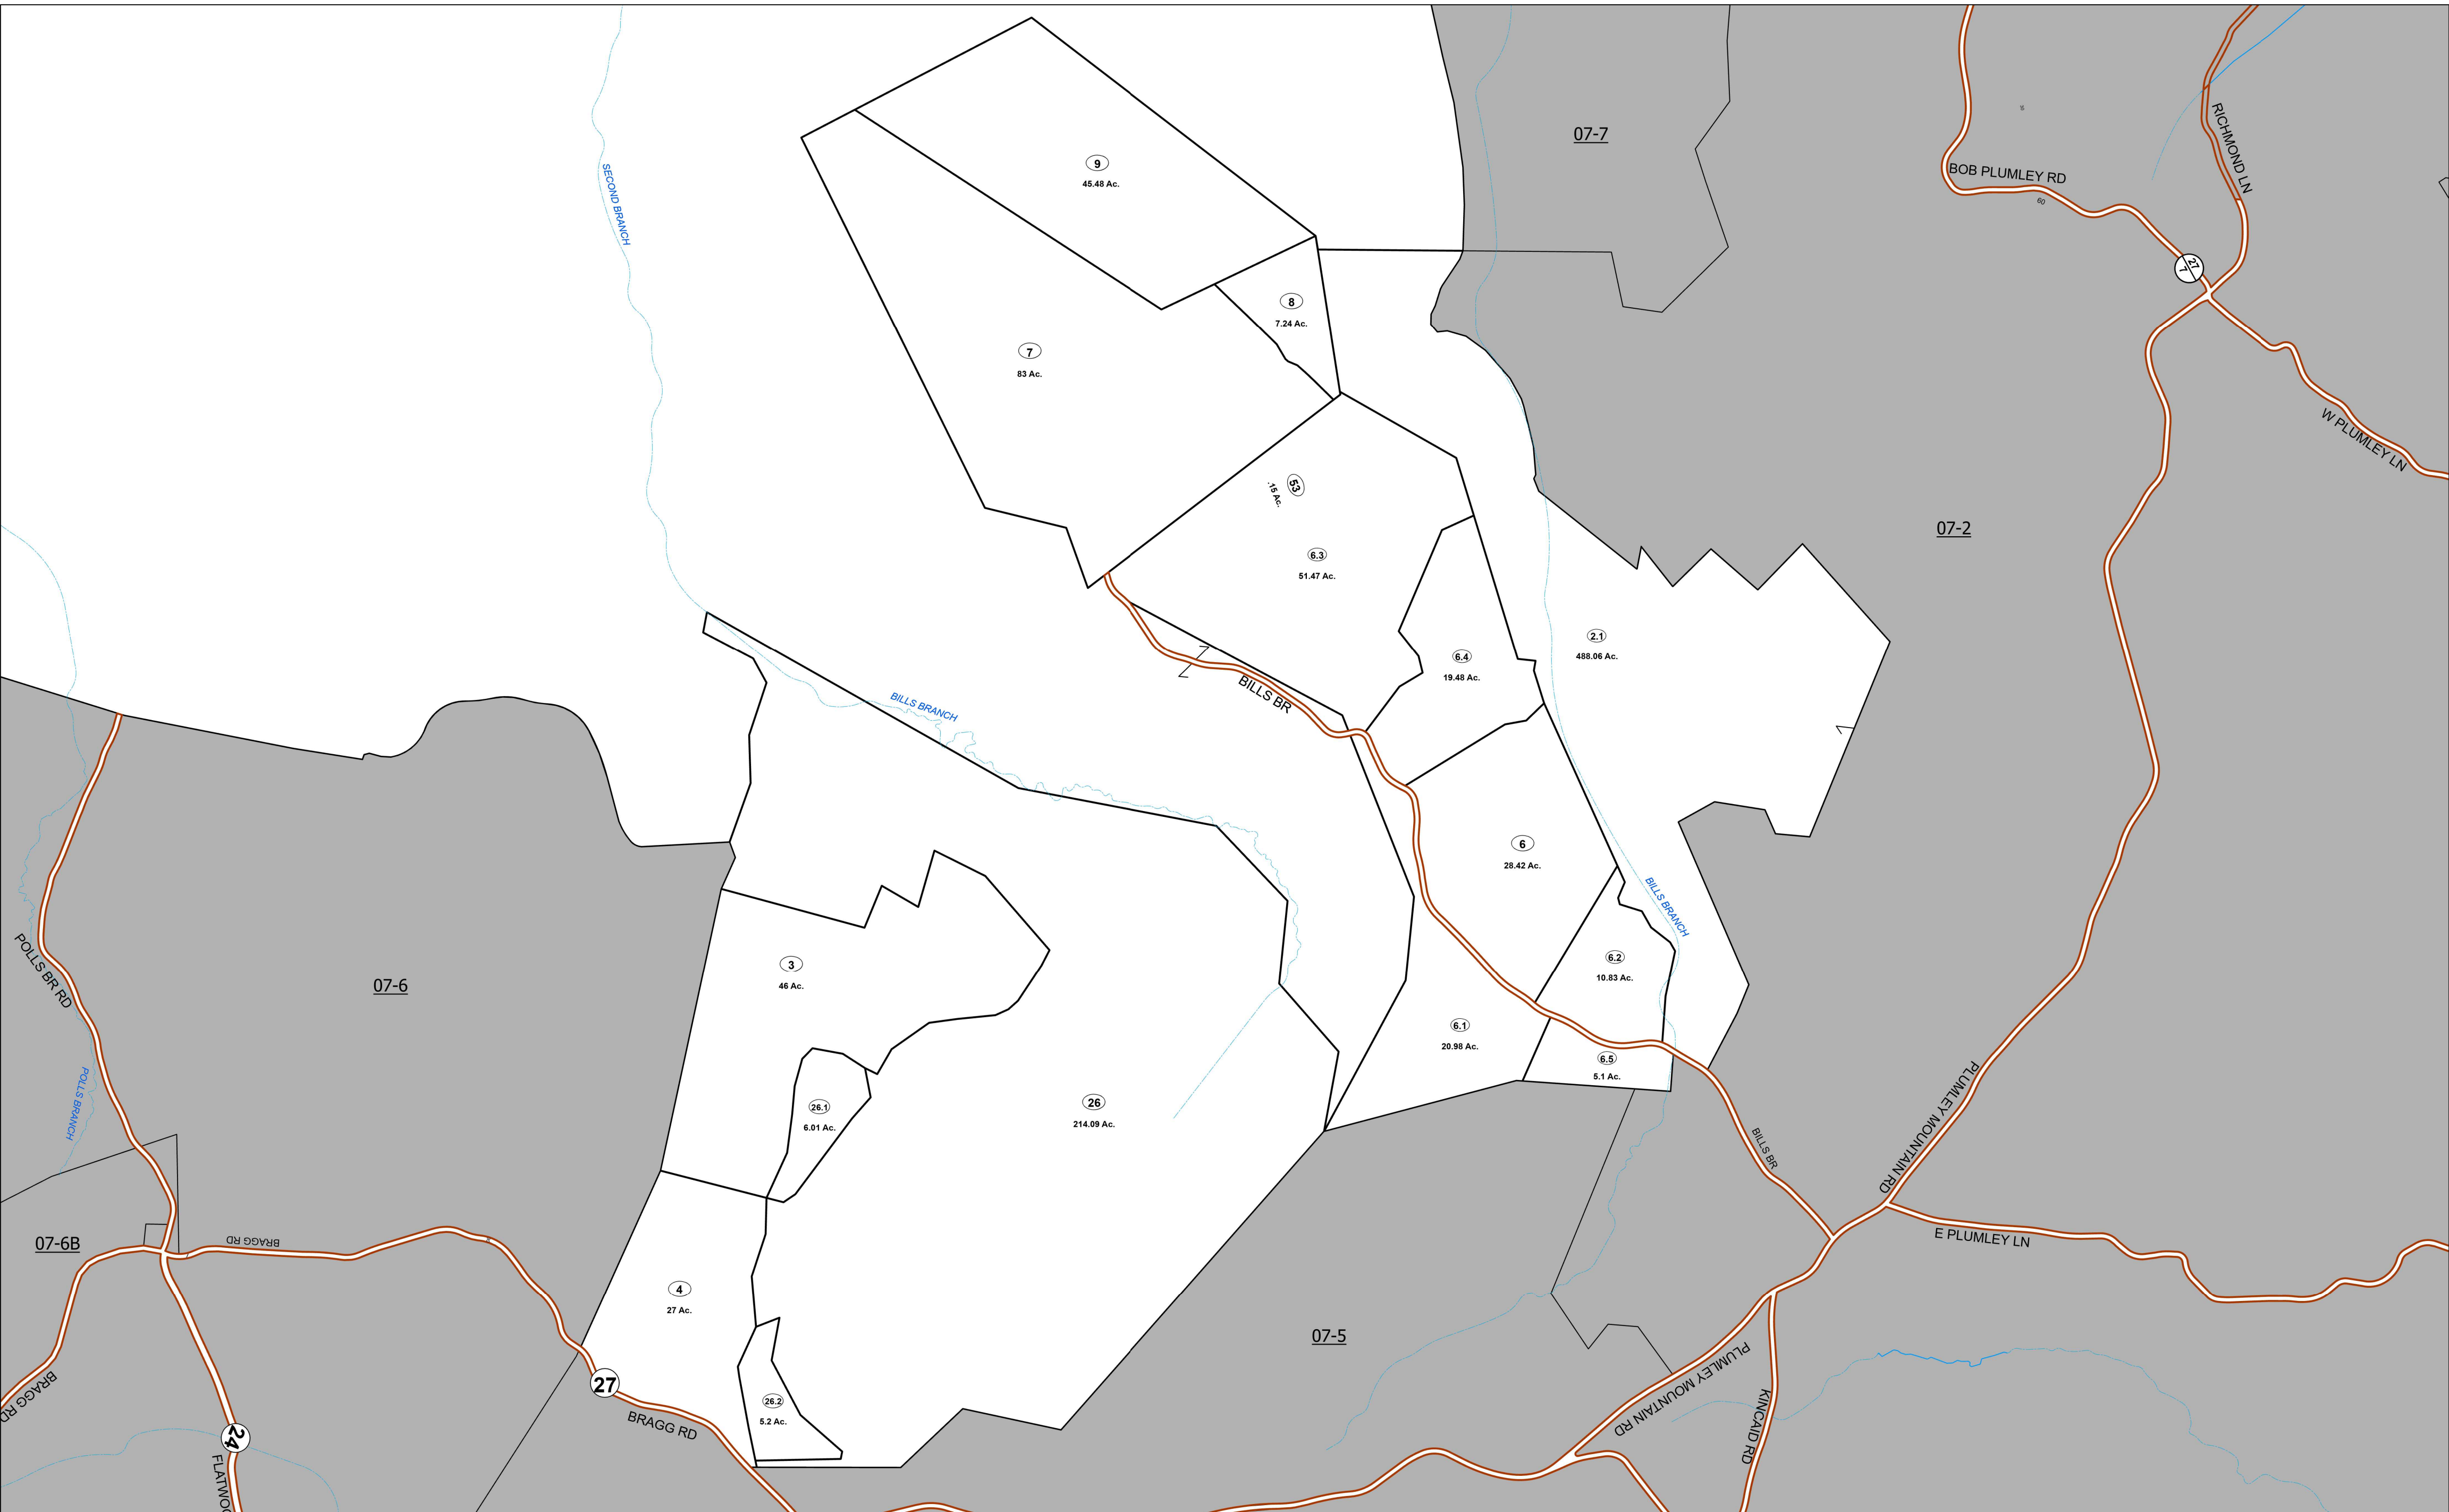 07-7
RICHMOND LN
BOB PLUMLEY RD
60
27
7
9
45.48 Ac.
SECOND BRANCH
8
7.24 Ac.
7
83 Ac.
W PLUMLEY LN
53
.15 Ac.
07-2
6.3
51.47 Ac.
2.1
488.06 Ac.
6.4
19.48 Ac.
BILLS BR
BILLS BRANCH
6
28.42 Ac.
BILLS BRANCH
POLLS BR RD
07-6
3
46 Ac.
6.2
10.83 Ac.
6.1
20.98 Ac.
6.5
5.1 Ac.
26.1
6.01 Ac.
26
214.09 Ac.
POLLS BRANCH
PLUMLEY MOUNTAIN RD
BILLS BR
07-6B
BRAGG RD
E PLUMLEY LN
4
27 Ac.
07-5
27
BRAGG RD
26.2
5.2 Ac.
BRAGG RD
PLUMLEY MOUNTAIN RD
KINCAID RD
24
FLATWOO